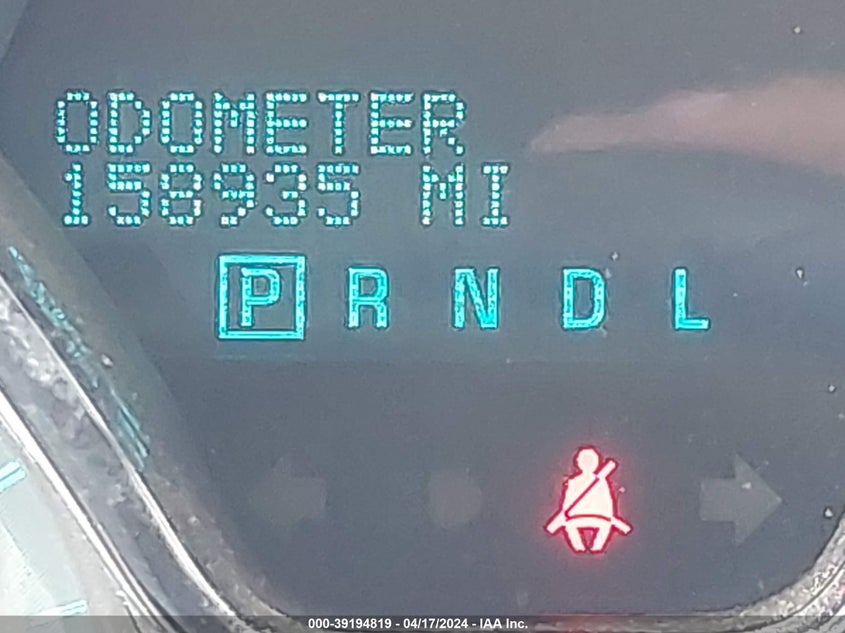 ODOMETER
158935 MI
P R N D L
000-39194819 - 04/17/2024 - IAA Inc.